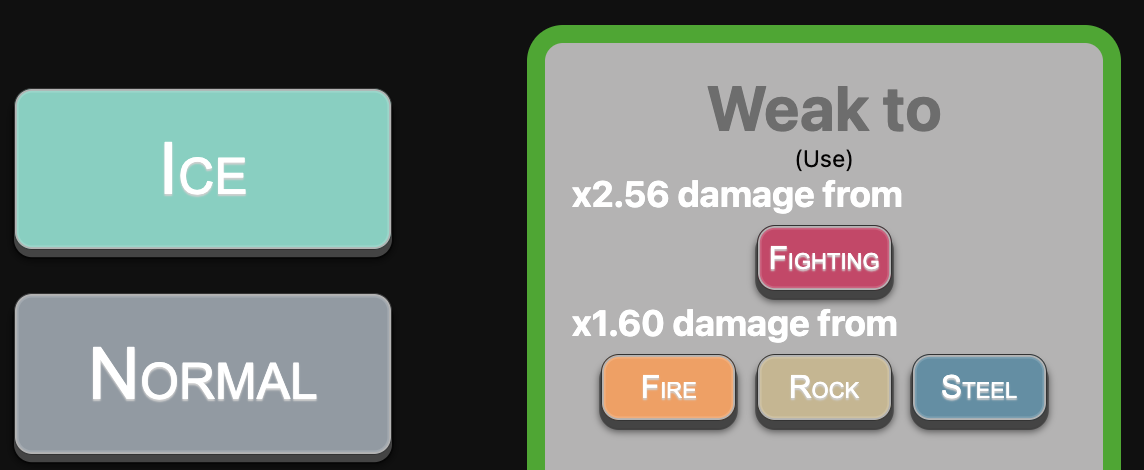 Ice
Normal
Weak to
(Use)
x2.56 damage from
Fighting
x1.60 damage from
Fire Rock Steel